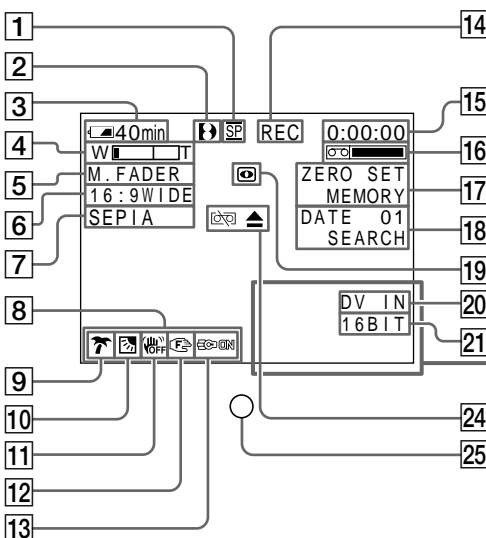 1
2
3
4
5
6
7
8
9
10
11
12
13
14
15
16
17
18
19
20
21
24
25
40min
SP
REC
0:00:00
W T
M.FADER
ZERO SET
MEMORY
16:9WIDE
SEPIA
DATE 01
SEARCH
DV IN
16BIT
OFF
F
ON